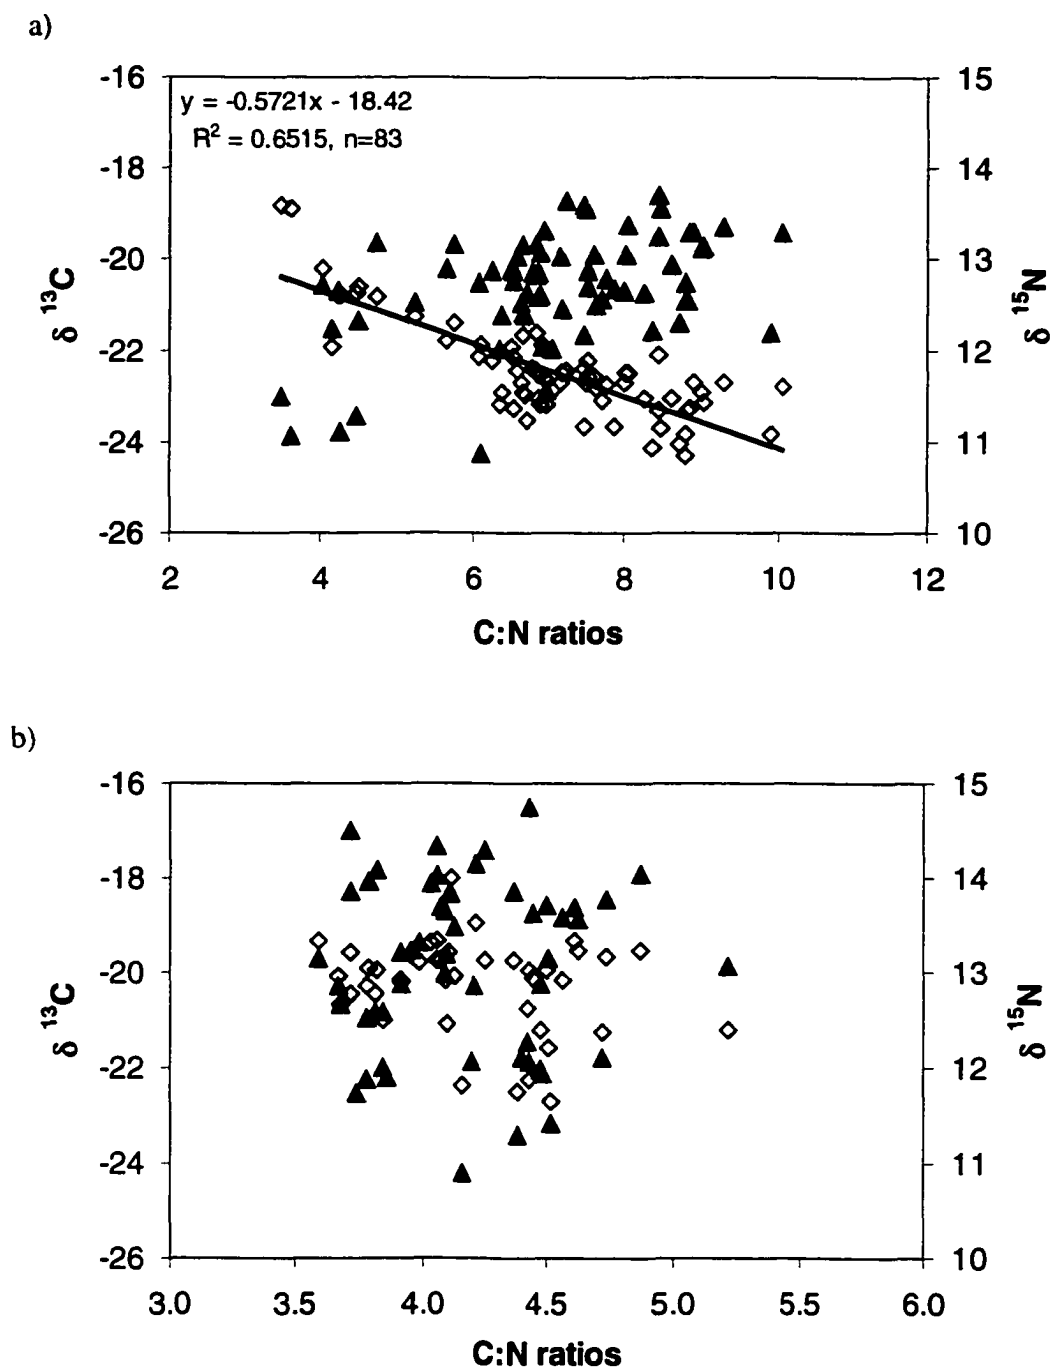 a)
-16
-18
-20
-22
-24
-26
δ ¹³C
y = -0.5721x - 18.42
R² = 0.6515, n=83
15
14
13
12
11
10
δ ¹⁵N
2 4 6 8 10 12
C:N ratios
b)
-16
-18
-20
-22
-24
-26
δ ¹³C
15
14
13
12
11
10
δ ¹⁵N
3.0 3.5 4.0 4.5 5.0 5.5 6.0
C:N ratios